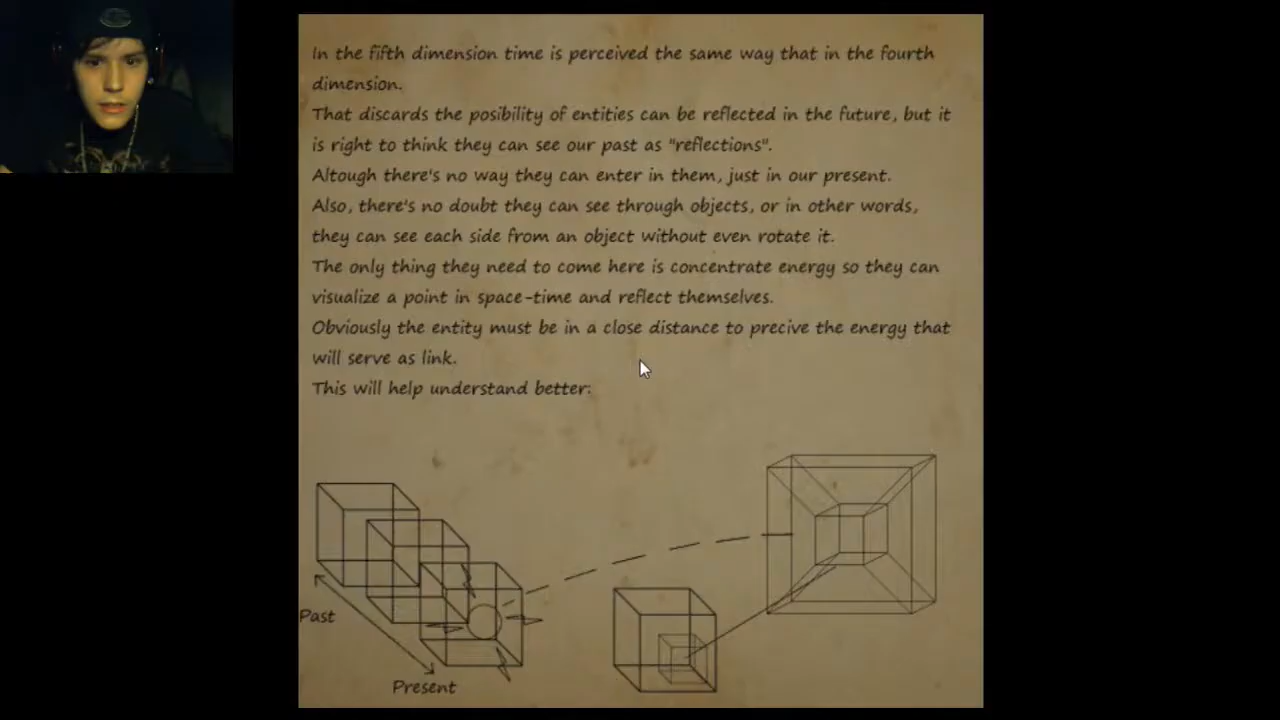 In the fifth dimension time is perceived the same way that in the fourth
dimension.
That discards the posibility of entities can be reflected in the future, but it
is right to think they can see our past as "reflections".
Altough there's no way they can enter in them, just in our present.
Also, there's no doubt they can see through objects, or in other words,
they can see each side from an object without even rotate it.
The only thing they need to come here is concentrate energy so they can
visualize a point in space-time and reflect themselves.
Obviously the entity must be in a close distance to precive the energy that
will serve as link.
This will help understand better:
Past
Present